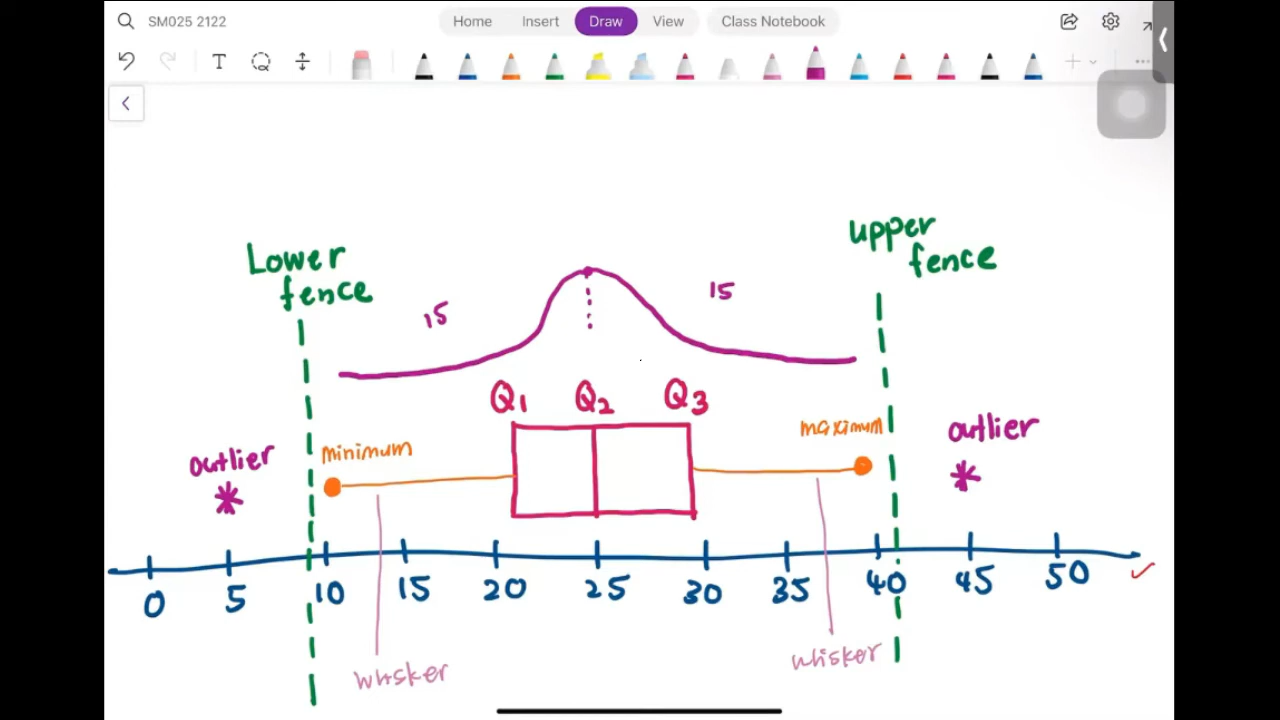 SM025 2122
Home Insert Draw View Class Notebook
T
Lower
fence
upper
fence
15
15
Q1 Q2 Q3
outlier
minimum
maximum
outlier
0 5 10 15 20 25 30 35 40 45 50
whisker
whisker